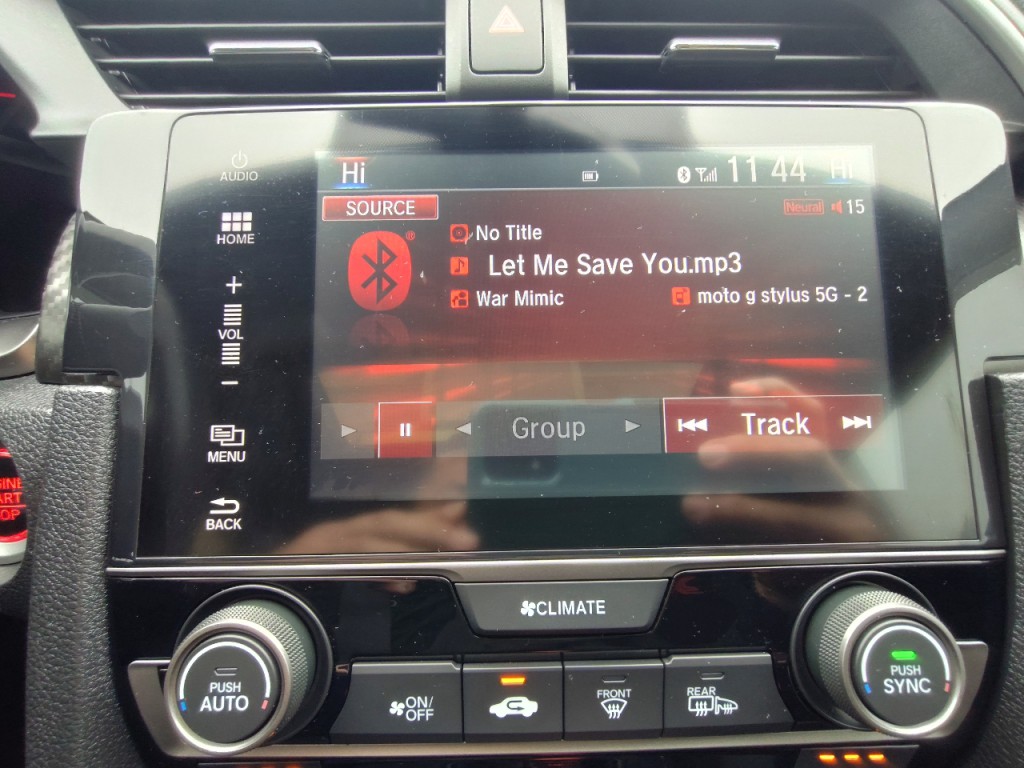 AUDIO
Hi
11 44
Hi
SOURCE
Neural
15
HOME
®
No Title
Let Me Save You.mp3
War Mimic
moto g stylus 5G - 2
+
VOL
−
Group
Track
MENU
BACK
CLIMATE
PUSH
AUTO
ON/
OFF
FRONT
REAR
PUSH
SYNC